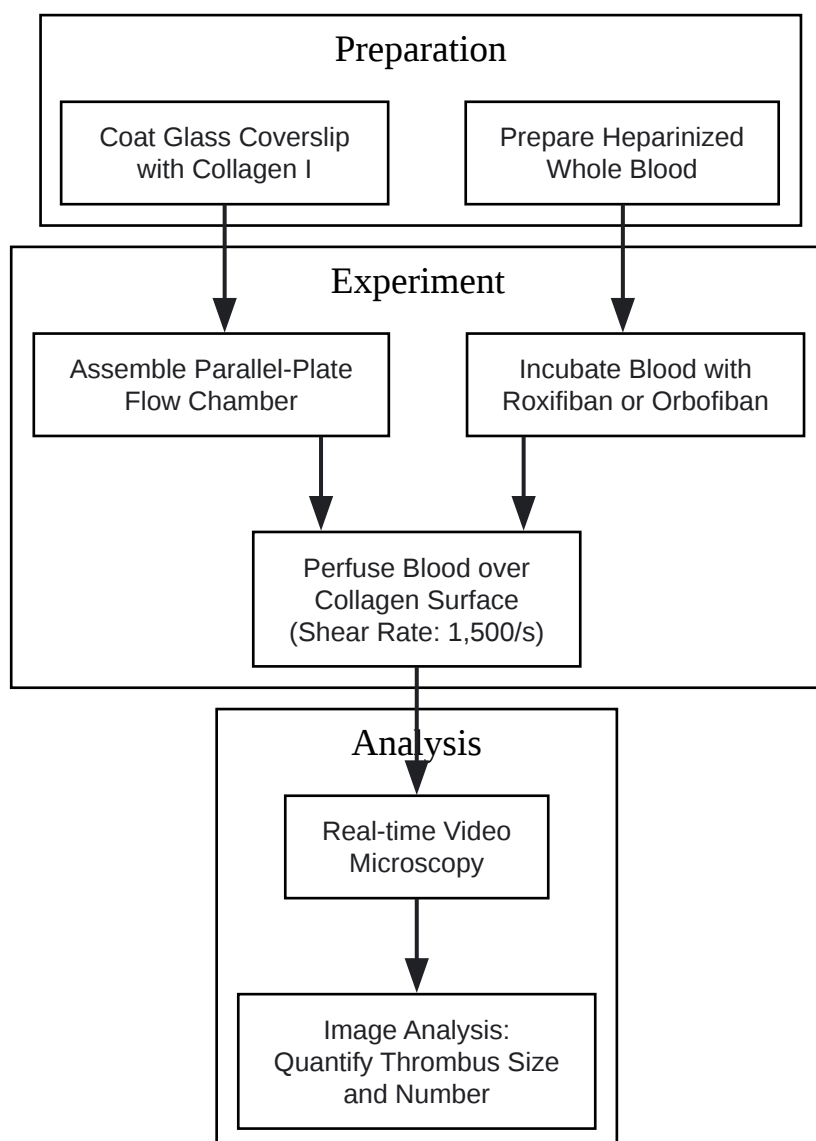 Preparation
Coat Glass Coverslip
with Collagen I
Prepare Heparinized
Whole Blood
Experiment
Assemble Parallel-Plate
Flow Chamber
Incubate Blood with
Roxifiban or Orbofiban
Perfuse Blood over
Collagen Surface
(Shear Rate: 1,500/s)
Analysis
Real-time Video
Microscopy
Image Analysis:
Quantify Thrombus Size
and Number